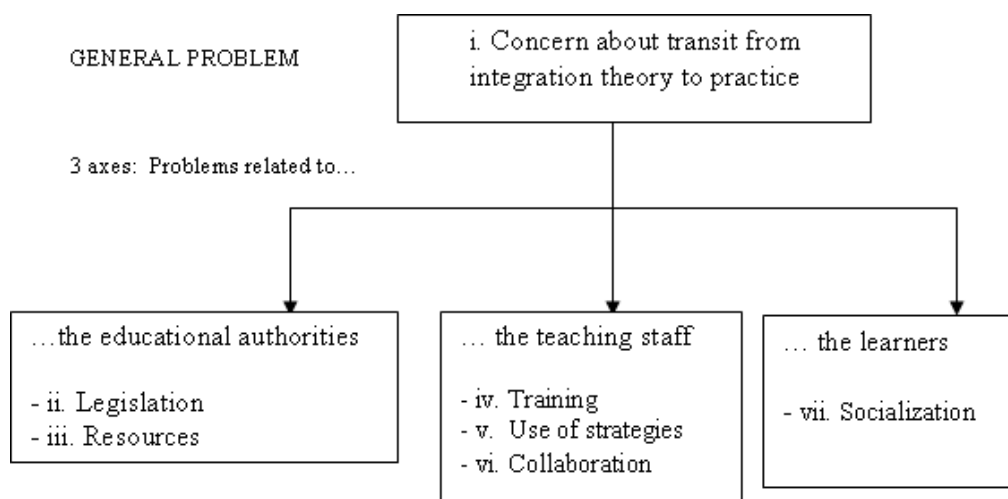 GENERAL PROBLEM
i. Concern about transit from
integration theory to practice
3 axes: Problems related to…
…the educational authorities
- ii. Legislation
- iii. Resources
… the teaching staff
- iv. Training
- v. Use of strategies
- vi. Collaboration
… the learners
- vii. Socialization